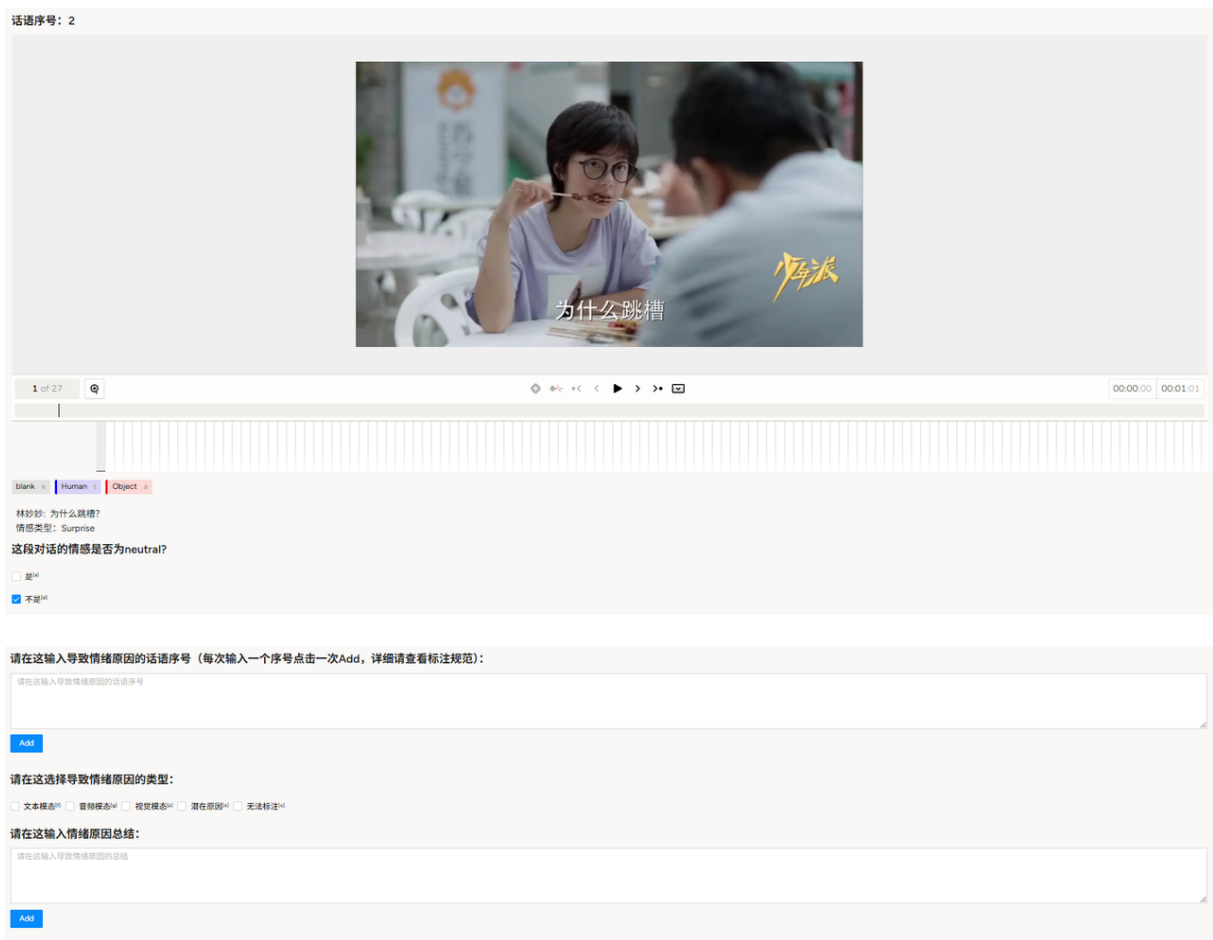 话语序号：2
少年派
为什么跳槽
1 of 27
00:00:00 00:01:01
blank Human Object
林妙妙: 为什么跳槽?
情感类型：Surprise
这段对话的情感是否为neutral?
是
不是
请在这输入导致情绪原因的话语序号（每次输入一个序号点击一次Add，详细请查看标注规范）：
请在这输入导致情绪原因的话语序号
Add
请在这选择导致情绪原因的类型：
文本模态 音频模态 视觉模态 潜在原因 无法标注
请在这输入情绪原因总结：
请在这输入导致情绪原因的总结
Add